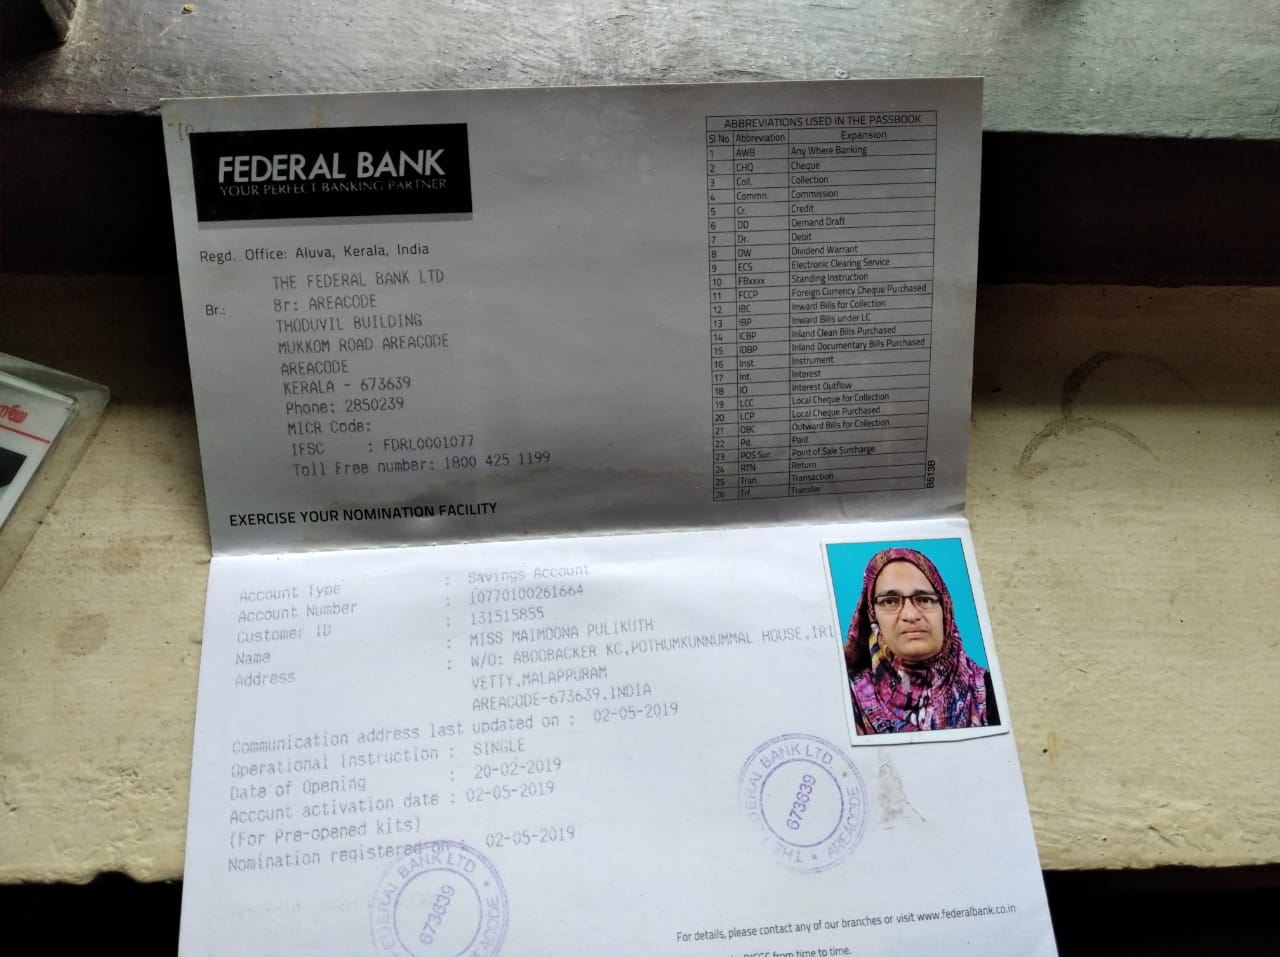 FEDERAL BANK
YOUR PERFECT BANKING PARTNER
Regd. Office: Aluva, Kerala, India
THE FEDERAL BANK LTD
Br.: Br: AREACODE
THODUVIL BUILDING
MUKKOM ROAD AREACODE
AREACODE
KERALA - 673639
Phone: 2850239
MICR Code:
IFSC : FDRL0001077
Toll Free number: 1800 425 1199
EXERCISE YOUR NOMINATION FACILITY
ABBREVIATIONS USED IN THE PASSBOOK
Sl No. Abbreviation Expansion
1 AWB Any Where Banking
2 CHQ Cheque
3 Coll. Collection
4 Commn. Commission
5 Cr. Credit
6 DD Demand Draft
7 Dr. Debit
8 DW Dividend Warrant
9 ECS Electronic Clearing Service
10 FBxxxx Standing Instruction
11 FCCP Foreign Currency Cheque Purchased
12 IBC Inward Bills for Collection
13 IBP Inward Bills under LC
14 ICBP Inland Clean Bills Purchased
15 IDBP Inland Documentary Bills Purchased
16 Inst. Instrument
17 Int. Interest
18 IO Interest Outflow
19 LCC Local Cheque for Collection
20 LCP Local Cheque Purchased
21 OBC Outward Bills for Collection
22 Pd. Paid
23 POS Sur. Point of Sale Surcharge
24 RTN Return
25 Tran. Transaction
26 Trf. Transfer
B513B
Account Type : Savings Account
Account Number : 10770100261664
Customer ID : 131515855
Name : MISS MAIMOONA PULIKUTH
Address : W/O: ABOOBACKER KC,POTHUMKUNNUMMAL HOUSE,IRI
VETTY,MALAPPURAM
AREACODE-673639,INDIA
Communication address last updated on : 02-05-2019
Operational Instruction : SINGLE
Date of Opening : 20-02-2019
Account activation date : 02-05-2019
(For Pre-opened kits)
Nomination registered on : 02-05-2019
THE FEDERAL BANK LTD. • AREACODE •
673639
FEDERAL BANK LTD • AREACODE
673639
For details, please contact any of our branches or visit www.federalbank.co.in
from time to time.